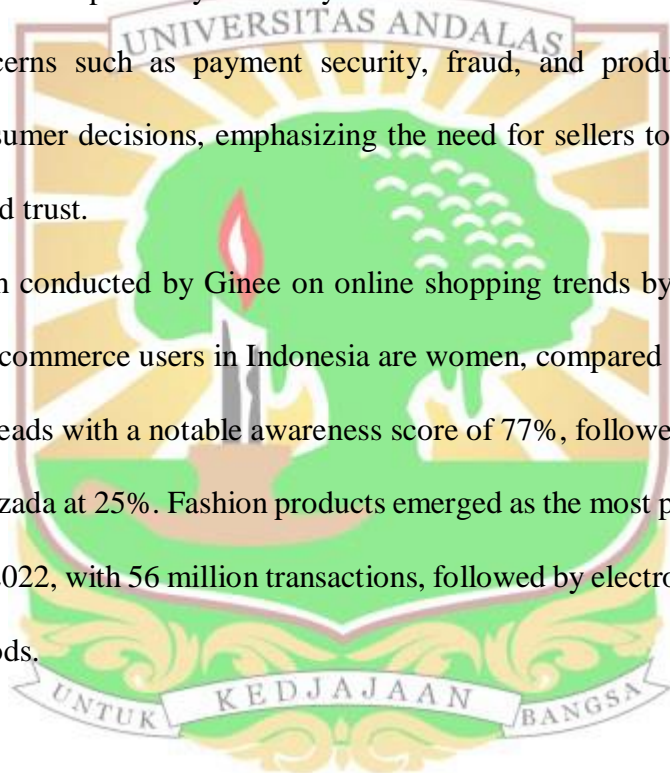 UNIVERSITAS ANDALAS
cerns such as payment security, fraud, and produ
sumer decisions, emphasizing the need for sellers to
d trust.
n conducted by Ginee on online shopping trends by
commerce users in Indonesia are women, compared
eads with a notable awareness score of 77%, followe
zada at 25%. Fashion products emerged as the most p
2022, with 56 million transactions, followed by electro
ods.
UNTUK KEDJAJAAN BANGSA